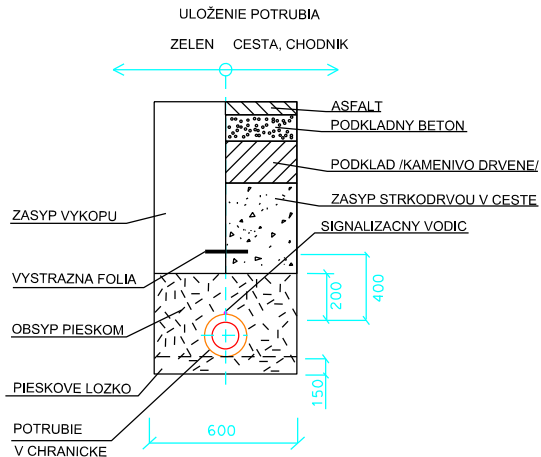 ULOŽENIE POTRUBIA
ZELEN CESTA, CHODNIK
ASFALT
PODKLADNY BETON
PODKLAD /KAMENIVO DRVENE/
ZASYP STRKODRVOU V CESTE
ZASYP VYKOPU
SIGNALIZACNY VODIC
VYSTRAZNA FOLIA
200
400
OBSYP PIESKOM
PIESKOVE LOZKO
150
POTRUBIE
V CHRANICKE
600